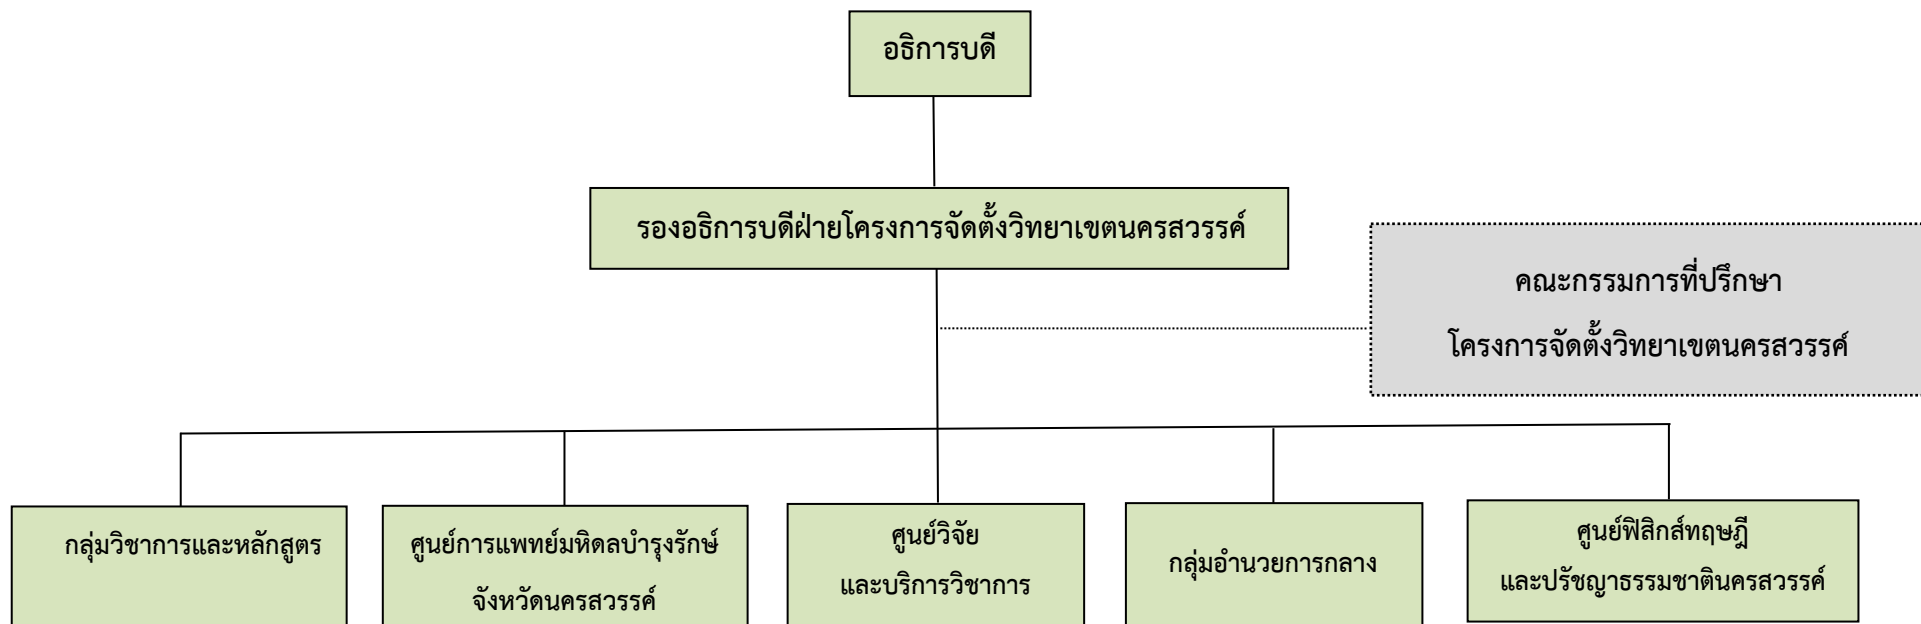 อธิการบดี
รองอธิการบดีฝ่ายโครงการจัดตั้งวิทยาเขตนครสวรรค์
คณะกรรมการที่ปรึกษา
โครงการจัดตั้งวิทยาเขตนครสวรรค์
กลุ่มวิชาการและหลักสูตร
ศูนย์การแพทย์มหิดลบำรุงรักษ์
จังหวัดนครสวรรค์
ศูนย์วิจัย
และบริการวิชาการ
กลุ่มอำนวยการกลาง
ศูนย์ฟิสิกส์ทฤษฎี
และปรัชญาธรรมชาตินครสวรรค์